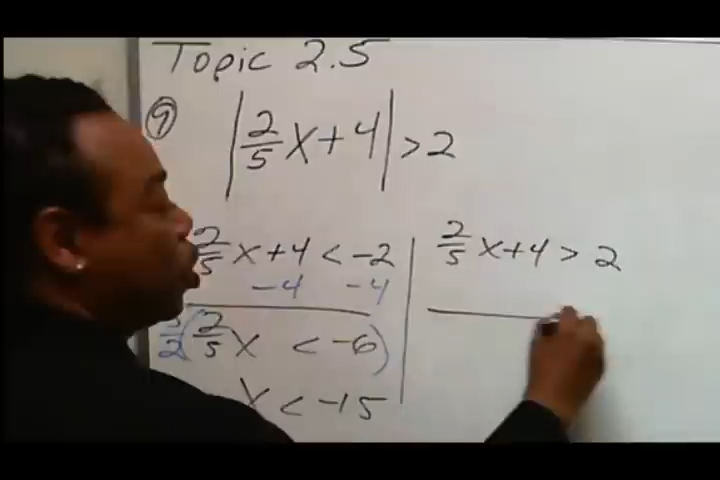 Topic 2.5
⑨ |2/5 x+4| >2
2/5 x+4 < -2
-4 -4
3/2 (2/5 x < -6)
x < -15
2/5 x+4 > 2